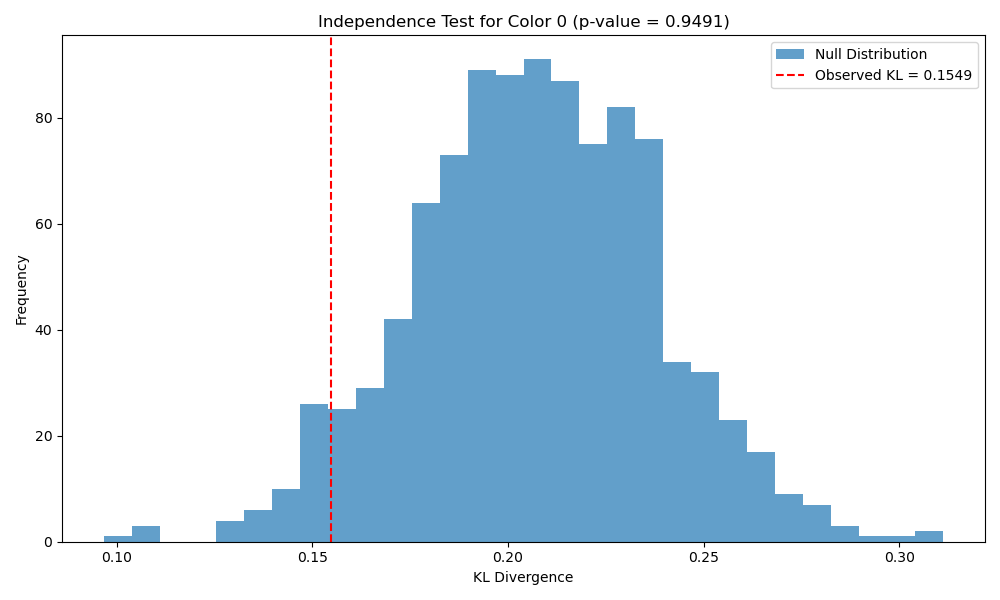 Independence Test for Color 0 (p-value = 0.9491)
Null Distribution
Observed KL = 0.1549
Frequency
80
60
40
20
0
0.10 0.15 0.20 0.25 0.30
KL Divergence